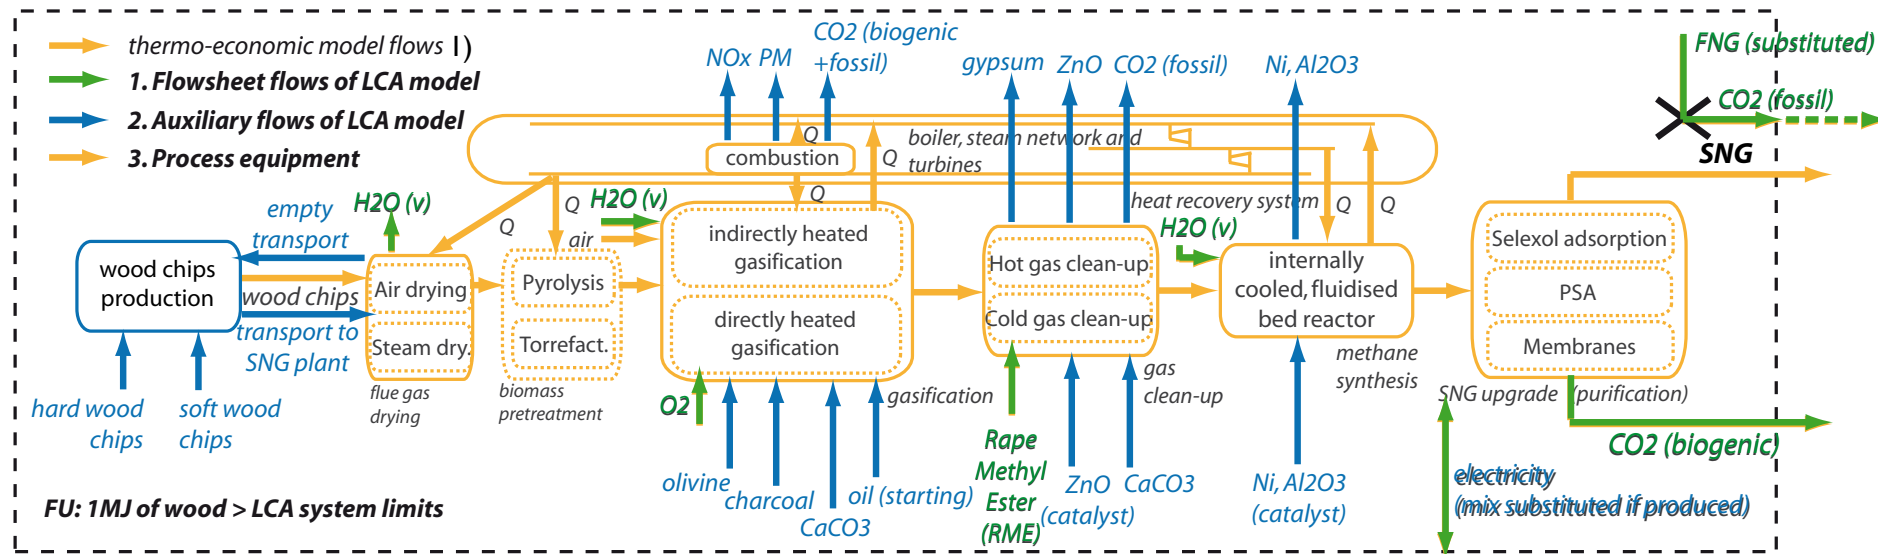 thermo-economic model flows 1)
1. Flowsheet flows of LCA model
2. Auxiliary flows of LCA model
3. Process equipment
NOx
PM
CO2 (biogenic
+fossil)
gypsum
ZnO
CO2 (fossil)
Ni, Al2O3
FNG (substituted)
CO2 (fossil)
SNG
combustion
Q
Q
Q
boiler, steam network and
turbines
heat recovery system
Q
Q
Q
Q
empty
transport
H2O (v)
H2O (v)
air
H2O (v)
wood chips
production
wood chips
transport to
SNG plant
Air drying
Steam dry.
flue gas
drying
Pyrolysis
Torrefact.
biomass
pretreatment
indirectly heated
gasification
directly heated
gasification
gasification
Hot gas clean-up
Cold gas clean-up
gas
clean-up
internally
cooled, fluidised
bed reactor
methane
synthesis
Selexol adsorption
PSA
Membranes
SNG upgrade (purification)
CO2 (biogenic)
hard wood
chips
soft wood
chips
O2
olivine
charcoal
CaCO3
oil (starting)
Rape
Methyl
Ester
(RME)
ZnO
(catalyst)
CaCO3
Ni, Al2O3
(catalyst)
electricity
(mix substituted if produced)
FU: 1MJ of wood > LCA system limits